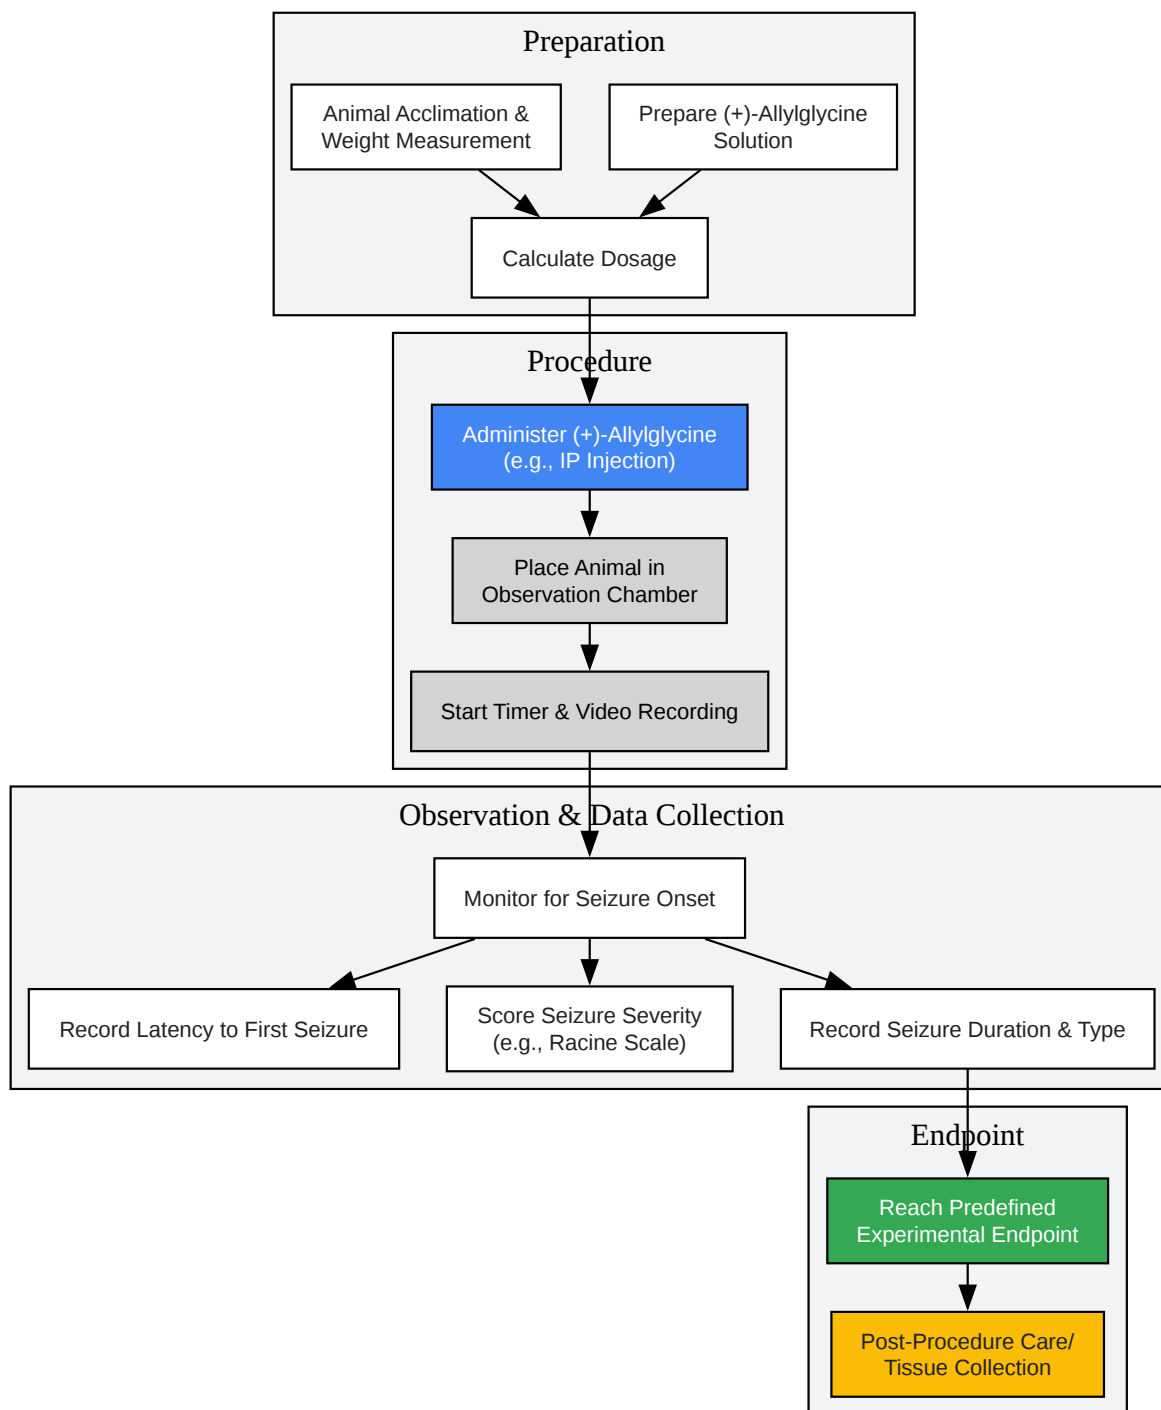 Preparation
Animal Acclimation &
Weight Measurement
Prepare (+)-Allylglycine
Solution
Calculate Dosage
Procedure
Administer (+)-Allylglycine
(e.g., IP Injection)
Place Animal in
Observation Chamber
Start Timer & Video Recording
Observation & Data Collection
Monitor for Seizure Onset
Record Latency to First Seizure
Score Seizure Severity
(e.g., Racine Scale)
Record Seizure Duration & Type
Endpoint
Reach Predefined
Experimental Endpoint
Post-Procedure Care/
Tissue Collection